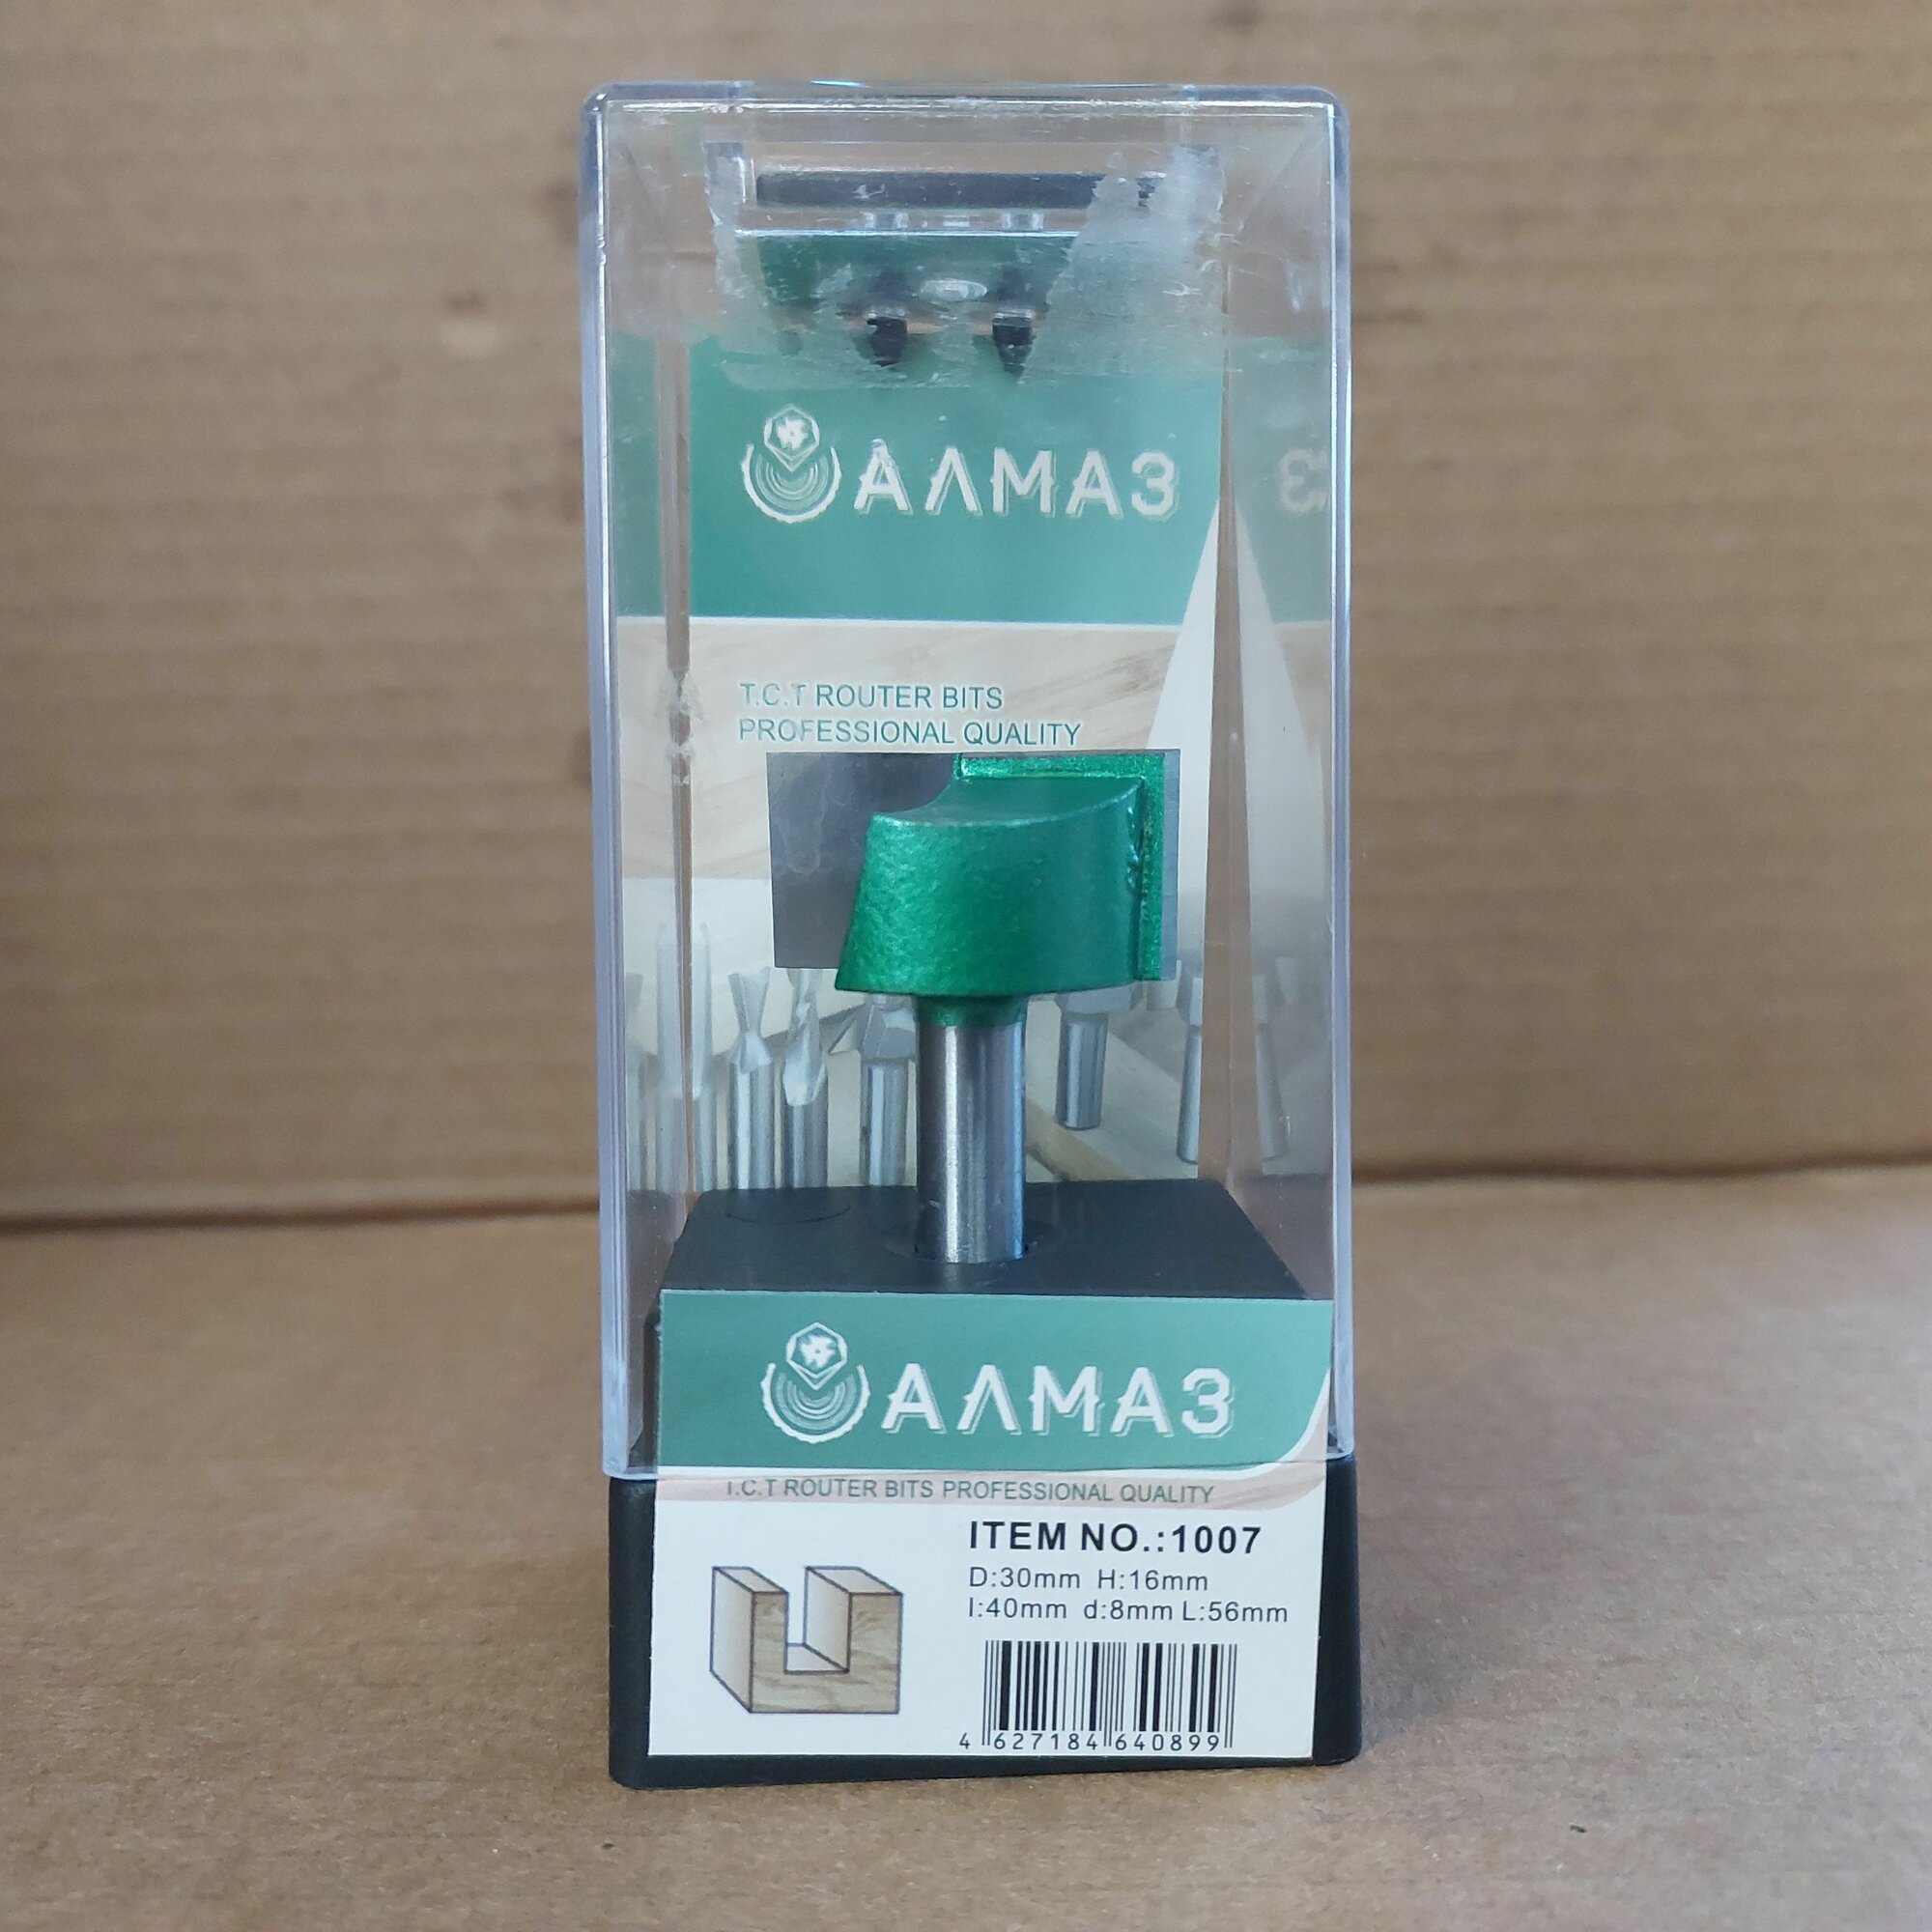 АЛМАЗ
T.C.T ROUTER BITS
PROFESSIONAL QUALITY
АЛМАЗ
T.C.T ROUTER BITS PROFESSIONAL QUALITY
ITEM NO.:1007
D:30mm H:16mm
l:40mm d:8mm L:56mm
4 627184 640899